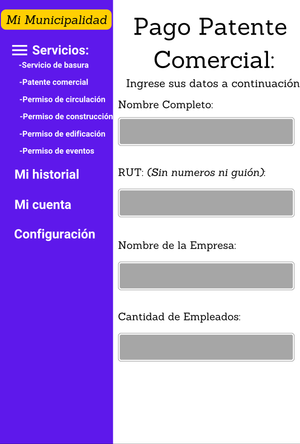 Mi Municipalidad
Servicios:
-Servicio de basura
-Patente comercial
-Permiso de circulación
-Permiso de construcción
-Permiso de edificación
-Permiso de eventos
Mi historial
Mi cuenta
Configuración
Pago Patente
Comercial:
Ingrese sus datos a continuación
Nombre Completo:
RUT: (Sin numeros ni guión):
Nombre de la Empresa:
Cantidad de Empleados: